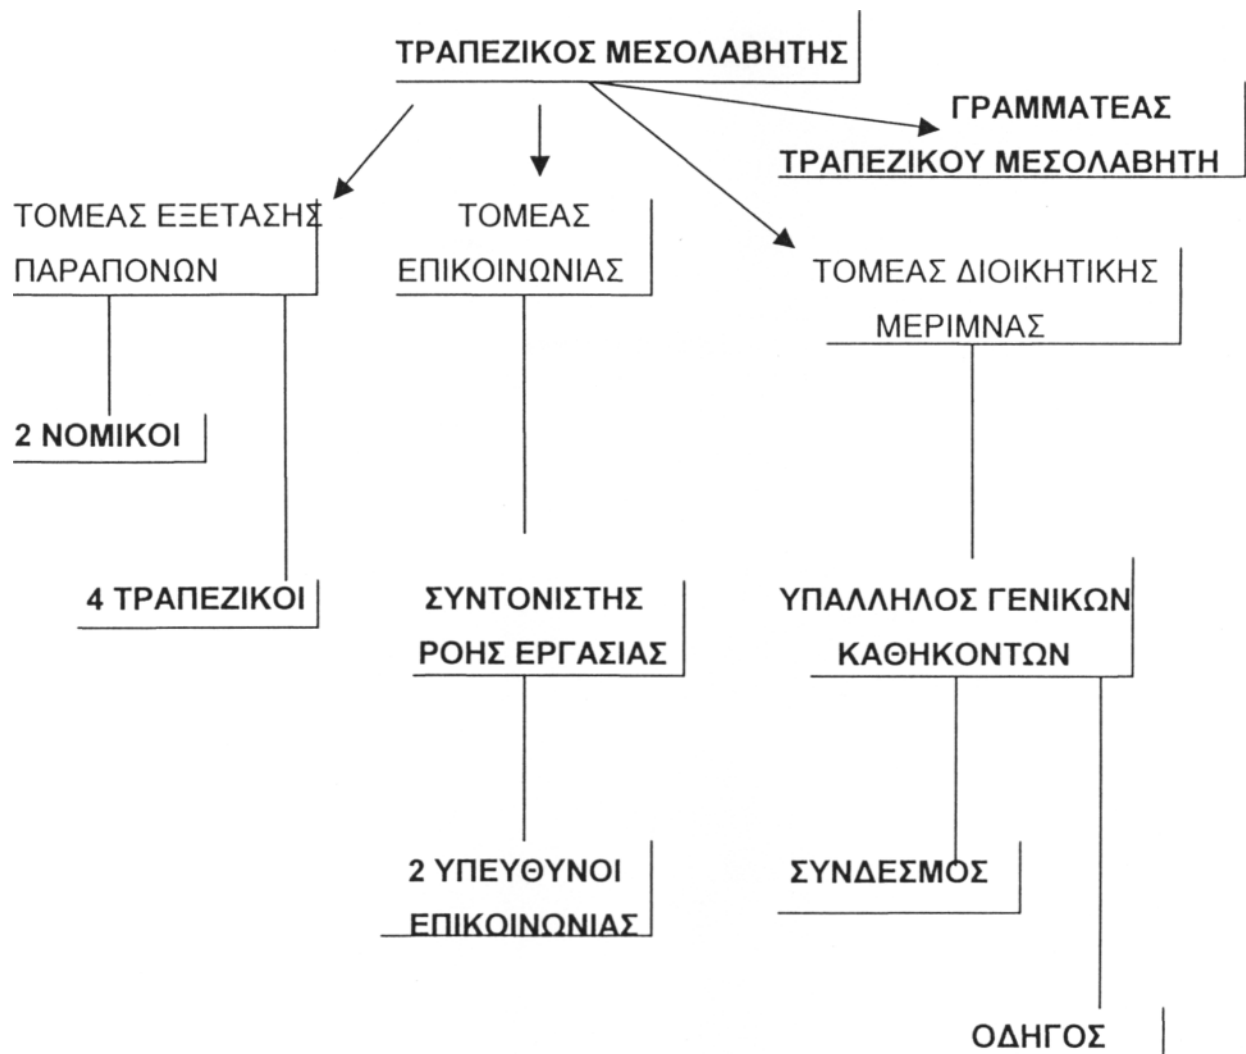 ΤΡΑΠΕΖΙΚΟΣ ΜΕΣΟΛΑΒΗΤΗΣ
ΓΡΑΜΜΑΤΕΑΣ
ΤΡΑΠΕΖΙΚΟΥ ΜΕΣΟΛΑΒΗΤΗ
ΤΟΜΕΑΣ ΕΞΕΤΑΣΗΣ
ΠΑΡΑΠΟΝΩΝ
ΤΟΜΕΑΣ
ΕΠΙΚΟΙΝΩΝΙΑΣ
ΤΟΜΕΑΣ ΔΙΟΙΚΗΤΙΚΗΣ
ΜΕΡΙΜΝΑΣ
2 ΝΟΜΙΚΟΙ
4 ΤΡΑΠΕΖΙΚΟΙ
ΣΥΝΤΟΝΙΣΤΗΣ
ΡΟΗΣ ΕΡΓΑΣΙΑΣ
ΥΠΑΛΛΗΛΟΣ ΓΕΝΙΚΩΝ
ΚΑΘΗΚΟΝΤΩΝ
2 ΥΠΕΥΘΥΝΟΙ
ΕΠΙΚΟΙΝΩΝΙΑΣ
ΣΥΝΔΕΣΜΟΣ
ΟΔΗΓΟΣ